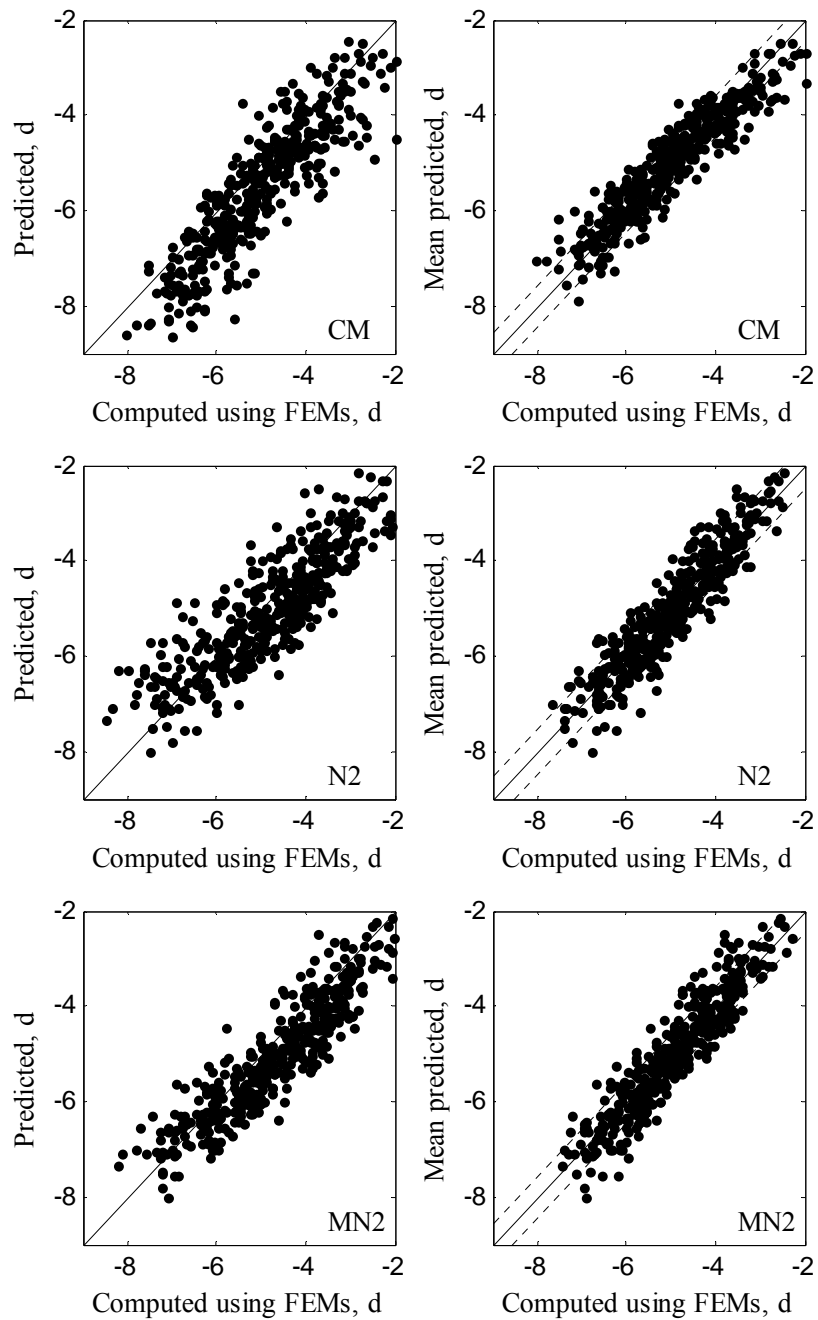 -2
-4
-6
-8
Predicted, d
CM
-8 -6 -4 -2
Computed using FEMs, d
-2
-4
-6
-8
Mean predicted, d
CM
-8 -6 -4 -2
Computed using FEMs, d
-2
-4
-6
-8
Predicted, d
N2
-8 -6 -4 -2
Computed using FEMs, d
-2
-4
-6
-8
Mean predicted, d
N2
-8 -6 -4 -2
Computed using FEMs, d
-2
-4
-6
-8
Predicted, d
MN2
-8 -6 -4 -2
Computed using FEMs, d
-2
-4
-6
-8
Mean predicted, d
MN2
-8 -6 -4 -2
Computed using FEMs, d